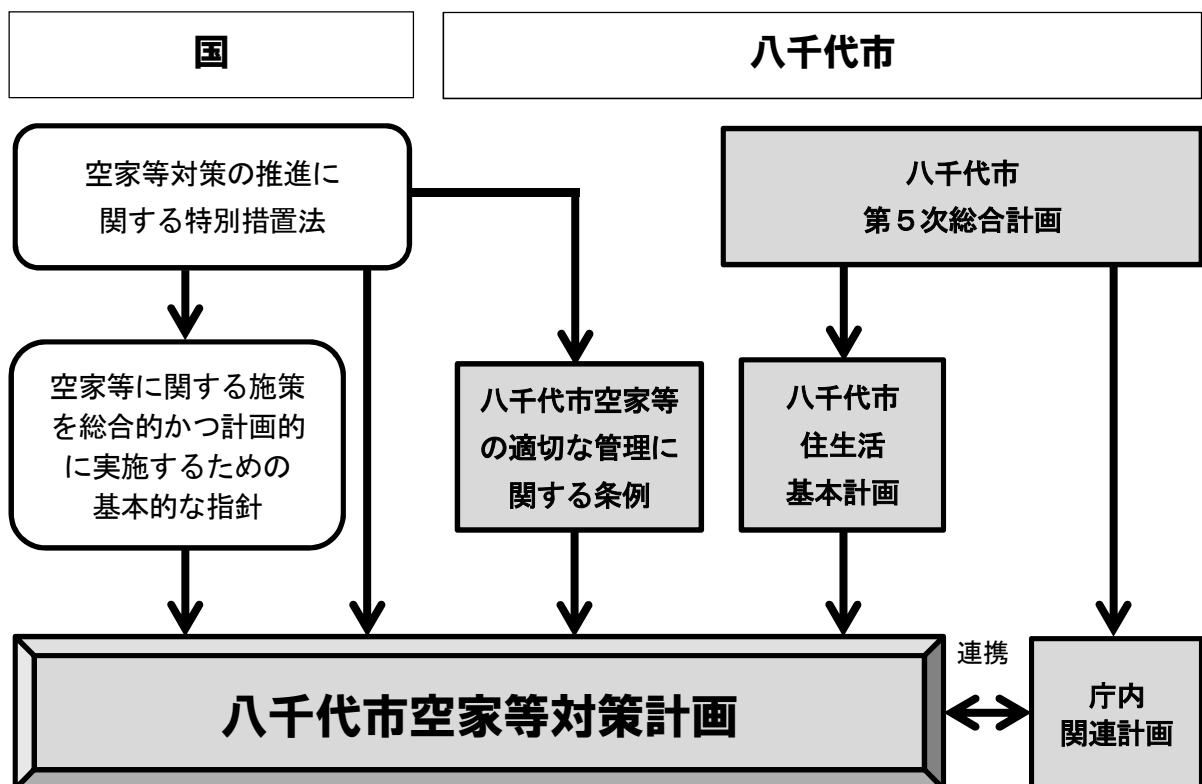 国
八千代市
空家等対策の推進に
関する特別措置法
八千代市
第５次総合計画
空家等に関する施策
を総合的かつ計画的
に実施するための
基本的な指針
八千代市空家等
の適切な管理に
関する条例
八千代市
住生活
基本計画
八千代市空家等対策計画
連携
庁内
関連計画